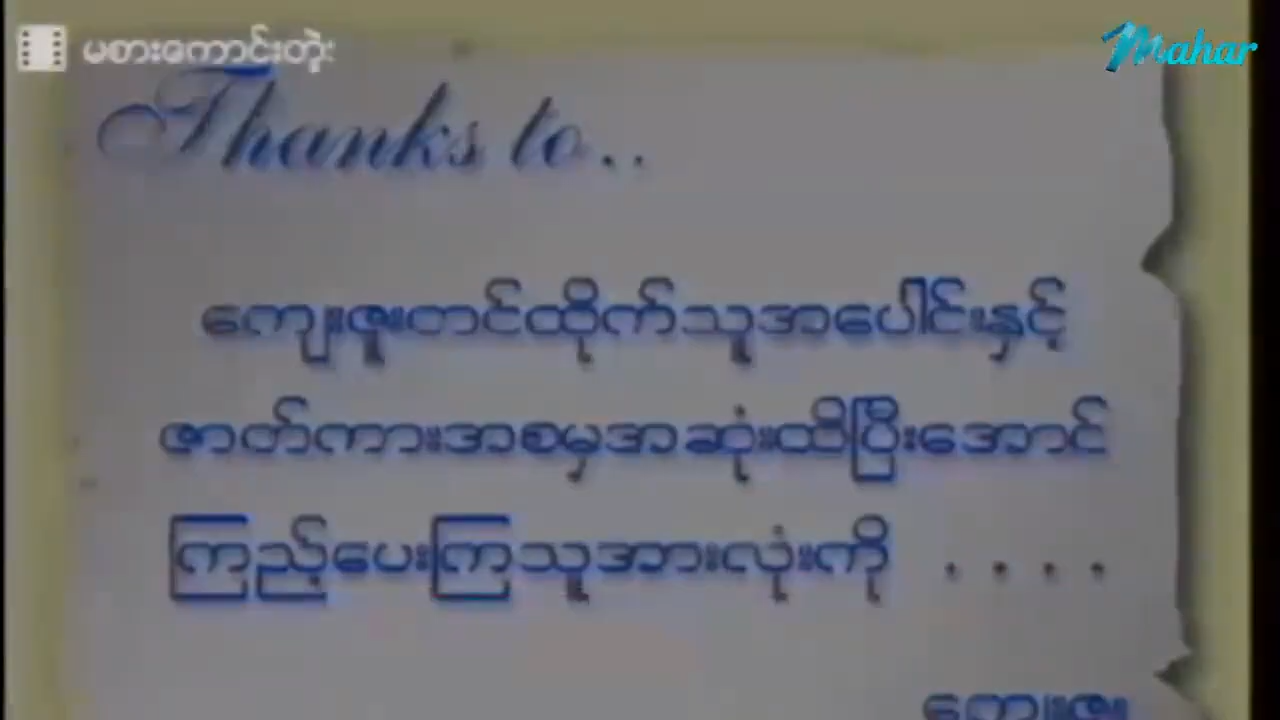 မစားကောင်းတဲ့
Mahar
Thanks to..
ကျေးဇူးတင်ထိုက်သူအပေါင်းနှင့်
ဇာတ်ကားအစမှအဆုံးထိပြီးအောင်
ကြည့်ပေးကြသူအားလုံးကို ....
ကျေးဇူး